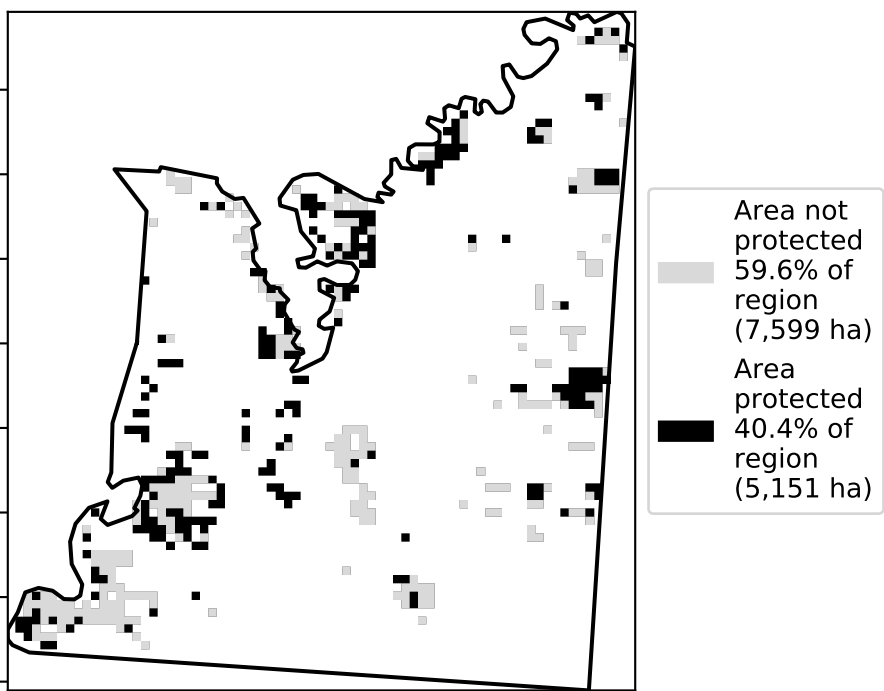 Area not
protected
59.6% of
region
(7,599 ha)
Area
protected
40.4% of
region
(5,151 ha)